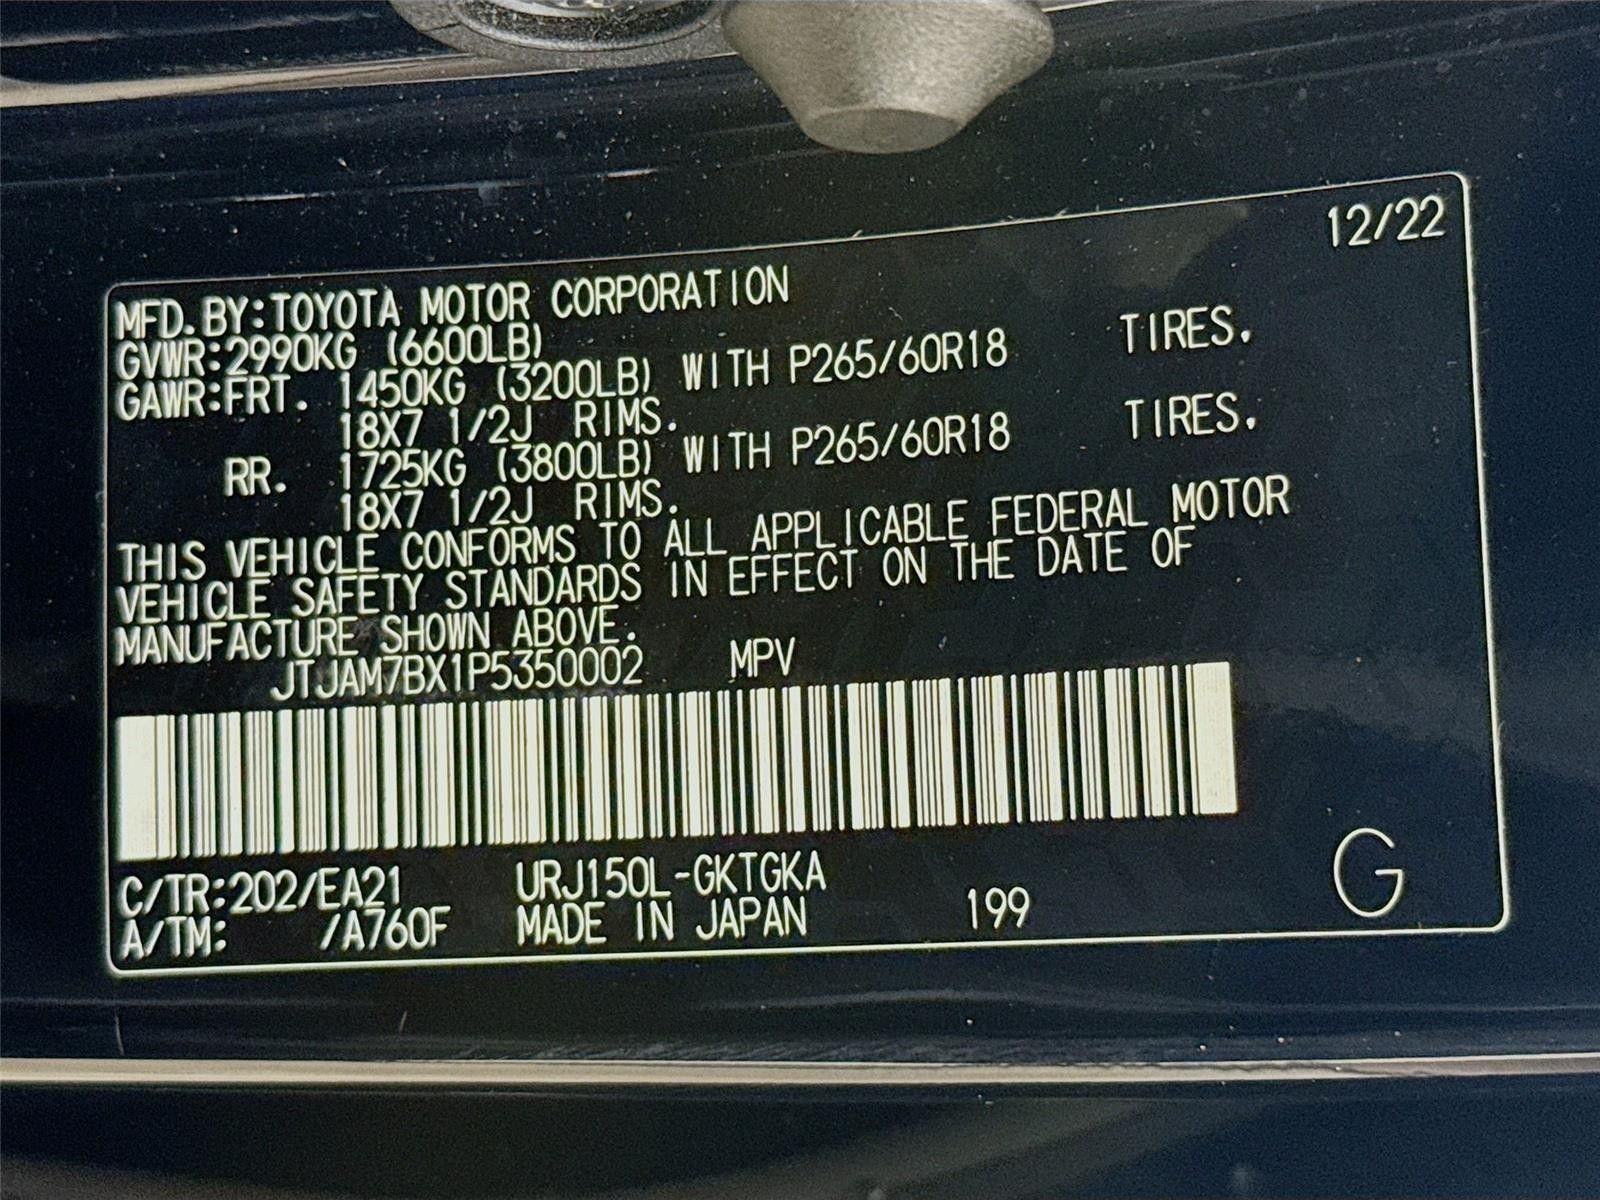 12/22
MFD.BY:TOYOTA MOTOR CORPORATION
GVWR:2990KG (6600LB)
GAWR:FRT. 1450KG (3200LB) WITH P265/60R18 TIRES.
18X7 1/2J RIMS.
RR. 1725KG (3800LB) WITH P265/60R18 TIRES.
18X7 1/2J RIMS.
THIS VEHICLE CONFORMS TO ALL APPLICABLE FEDERAL MOTOR
VEHICLE SAFETY STANDARDS IN EFFECT ON THE DATE OF
MANUFACTURE SHOWN ABOVE.
JTJAM7BX1P5350002 MPV
C/TR:202/EA21 URJ150L-GKTGKA
A/TM: /A760F MADE IN JAPAN 199 G